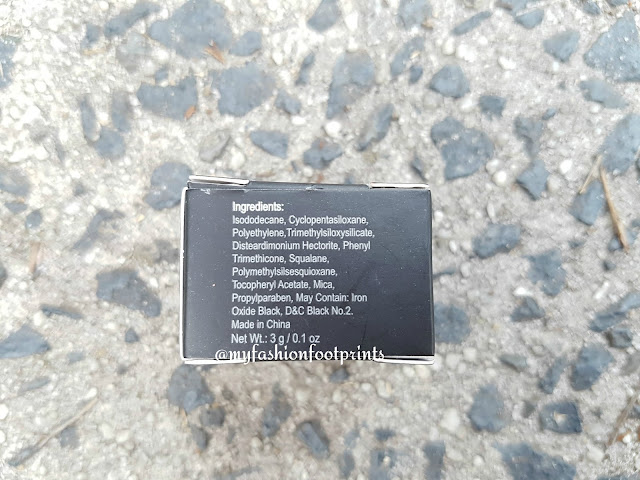 Ingredients:
Isododecane, Cyclopentasiloxane,
Polyethylene,Trimethylsiloxysilicate,
Disteardimonium Hectorite, Phenyl
Trimethicone, Squalane,
Polymethylsilsesquioxane,
Tocopheryl Acetate, Mica,
Propylparaben, May Contain: Iron
Oxide Black, D&C Black No.2.
Made in China
Net Wt.: 3 g / 0.1 oz
@myfashionfootprints